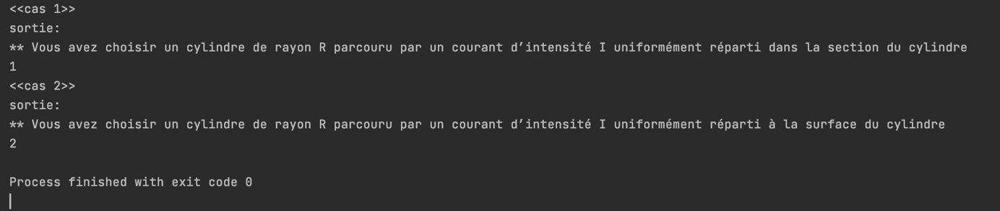 <<cas 1>>
sortie:
** Vous avez choisir un cylindre de rayon R parcouru par un courant d’intensité I uniformément réparti dans la section du cylindre
1
<<cas 2>>
sortie:
** Vous avez choisir un cylindre de rayon R parcouru par un courant d’intensité I uniformément réparti à la surface du cylindre
2
Process finished with exit code 0